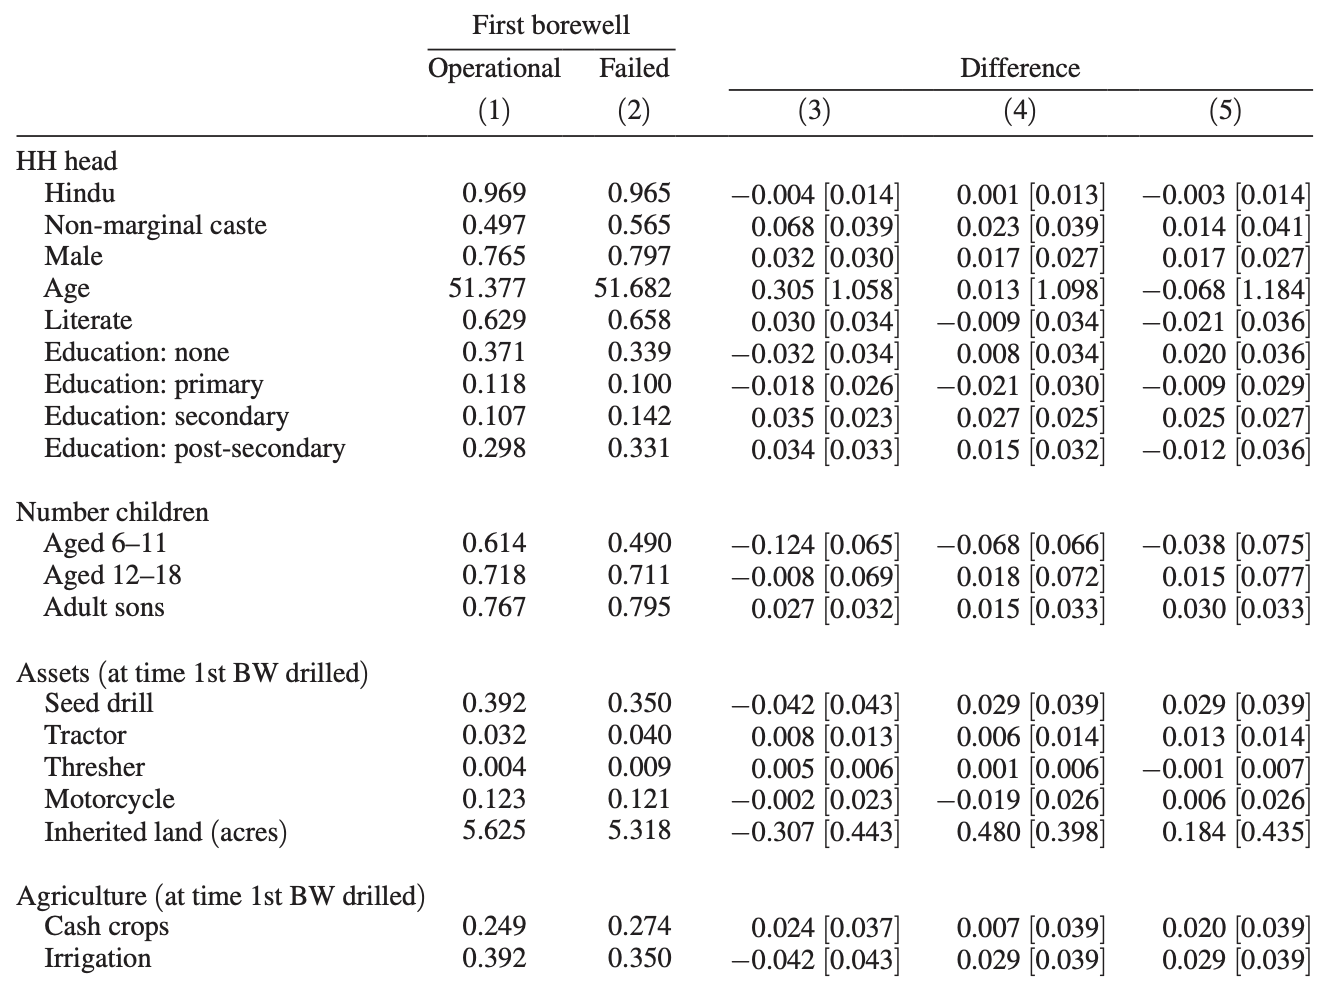 First borewell
Operational Failed Difference
(1) (2) (3) (4) (5)
HH head
Hindu 0.969 0.965 −0.004 [0.014] 0.001 [0.013] −0.003 [0.014]
Non-marginal caste 0.497 0.565 0.068 [0.039] 0.023 [0.039] 0.014 [0.041]
Male 0.765 0.797 0.032 [0.030] 0.017 [0.027] 0.017 [0.027]
Age 51.377 51.682 0.305 [1.058] 0.013 [1.098] −0.068 [1.184]
Literate 0.629 0.658 0.030 [0.034] −0.009 [0.034] −0.021 [0.036]
Education: none 0.371 0.339 −0.032 [0.034] 0.008 [0.034] 0.020 [0.036]
Education: primary 0.118 0.100 −0.018 [0.026] −0.021 [0.030] −0.009 [0.029]
Education: secondary 0.107 0.142 0.035 [0.023] 0.027 [0.025] 0.025 [0.027]
Education: post-secondary 0.298 0.331 0.034 [0.033] 0.015 [0.032] −0.012 [0.036]
Number children
Aged 6–11 0.614 0.490 −0.124 [0.065] −0.068 [0.066] −0.038 [0.075]
Aged 12–18 0.718 0.711 −0.008 [0.069] 0.018 [0.072] 0.015 [0.077]
Adult sons 0.767 0.795 0.027 [0.032] 0.015 [0.033] 0.030 [0.033]
Assets (at time 1st BW drilled)
Seed drill 0.392 0.350 −0.042 [0.043] 0.029 [0.039] 0.029 [0.039]
Tractor 0.032 0.040 0.008 [0.013] 0.006 [0.014] 0.013 [0.014]
Thresher 0.004 0.009 0.005 [0.006] 0.001 [0.006] −0.001 [0.007]
Motorcycle 0.123 0.121 −0.002 [0.023] −0.019 [0.026] 0.006 [0.026]
Inherited land (acres) 5.625 5.318 −0.307 [0.443] 0.480 [0.398] 0.184 [0.435]
Agriculture (at time 1st BW drilled)
Cash crops 0.249 0.274 0.024 [0.037] 0.007 [0.039] 0.020 [0.039]
Irrigation 0.392 0.350 −0.042 [0.043] 0.029 [0.039] 0.029 [0.039]